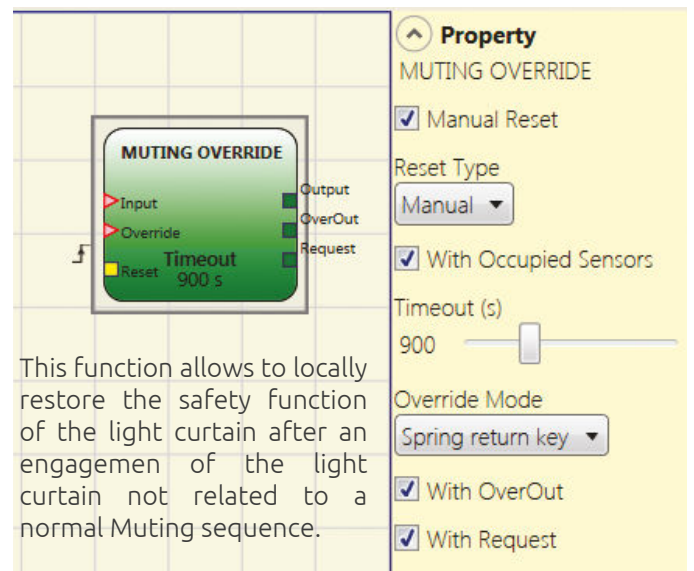 MUTING OVERRIDE
Input
Override
Reset
Timeout
900 s
Output
OverOut
Request
This function allows to locally
restore the safety function
of the light curtain after an
engagemen of the light
curtain not related to a
normal Muting sequence.
Property
MUTING OVERRIDE
Manual Reset
Reset Type
Manual
With Occupied Sensors
Timeout (s)
900
Override Mode
Spring return key
With OverOut
With Request